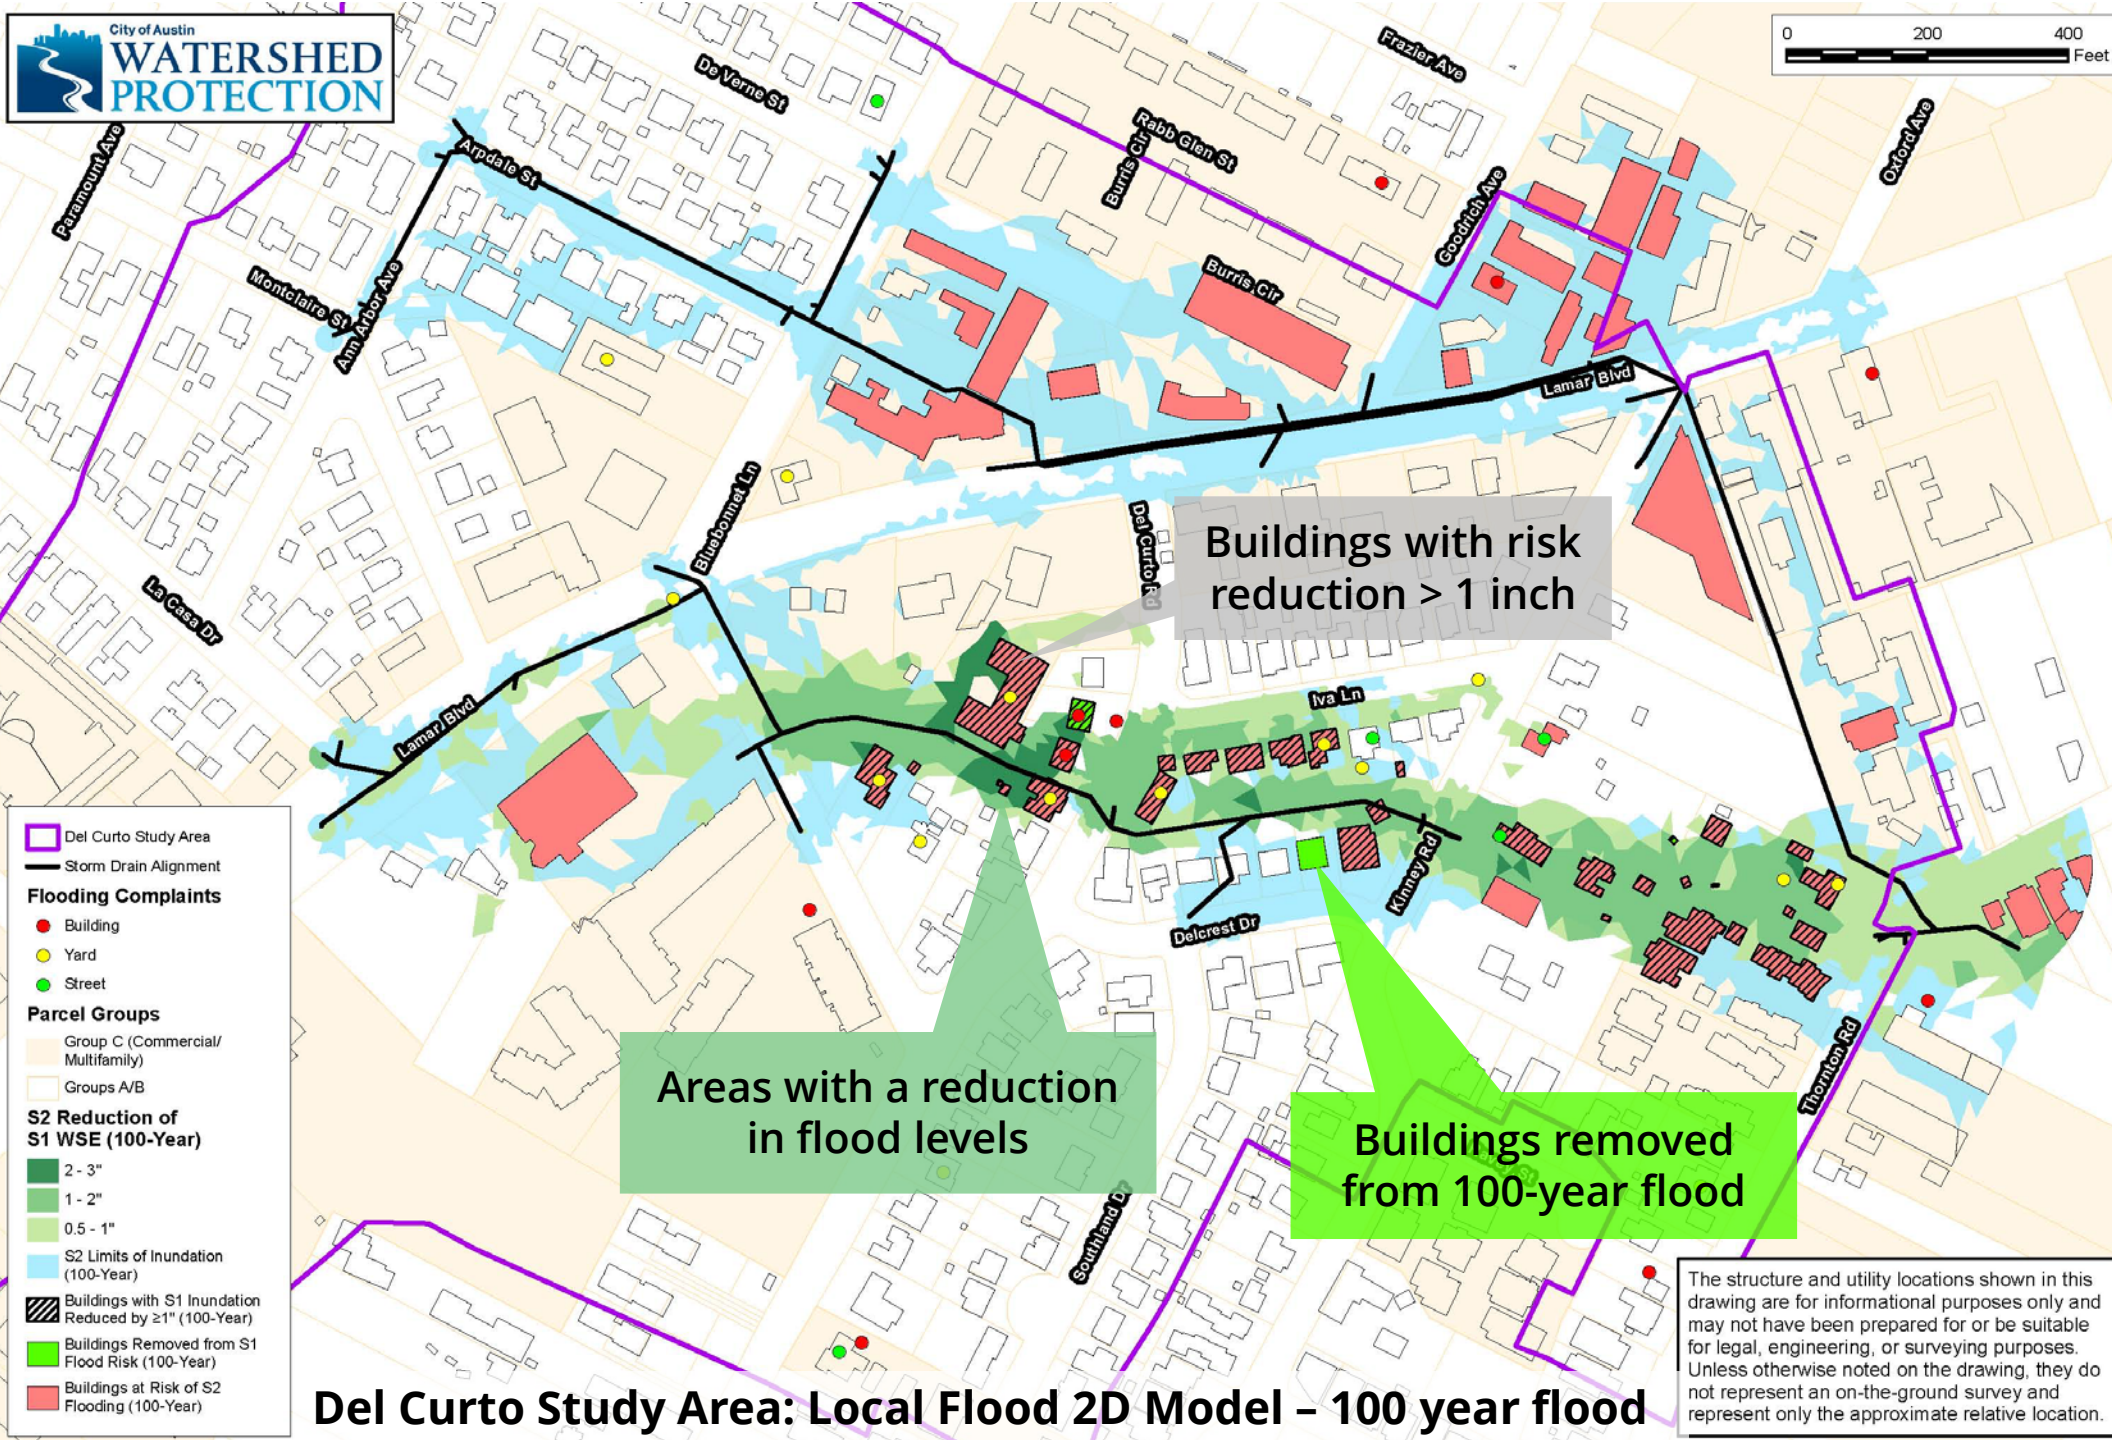 City of Austin
WATERSHED
PROTECTION
0 200 400
Feet
Frazier Ave
De Verne St
Oxford Ave
Rabb Glen St
Burris Cir
Paramount Ave
Arpdale St
Goodrich Ave
Burris Cir
Montclaire St
Ann Arbor Ave
Lamar Blvd
Bluebonnet Ln
Del Curto Rd
Buildings with risk
reduction > 1 inch
La Casa Dr
Iva Ln
Lamar Blvd
Kinney Rd
Delcrest Dr
Thornton Rd
Areas with a reduction
in flood levels
Buildings removed
from 100-year flood
Southland Dr
Del Curto Study Area
Storm Drain Alignment
Flooding Complaints
Building
Yard
Street
Parcel Groups
Group C (Commercial/
Multifamily)
Groups A/B
S2 Reduction of
S1 WSE (100-Year)
2 - 3"
1 - 2"
0.5 - 1"
S2 Limits of Inundation
(100-Year)
Buildings with S1 Inundation
Reduced by ≥1" (100-Year)
Buildings Removed from S1
Flood Risk (100-Year)
Buildings at Risk of S2
Flooding (100-Year)
Del Curto Study Area: Local Flood 2D Model – 100 year flood
The structure and utility locations shown in this
drawing are for informational purposes only and
may not have been prepared for or be suitable
for legal, engineering, or surveying purposes.
Unless otherwise noted on the drawing, they do
not represent an on-the-ground survey and
represent only the approximate relative location.